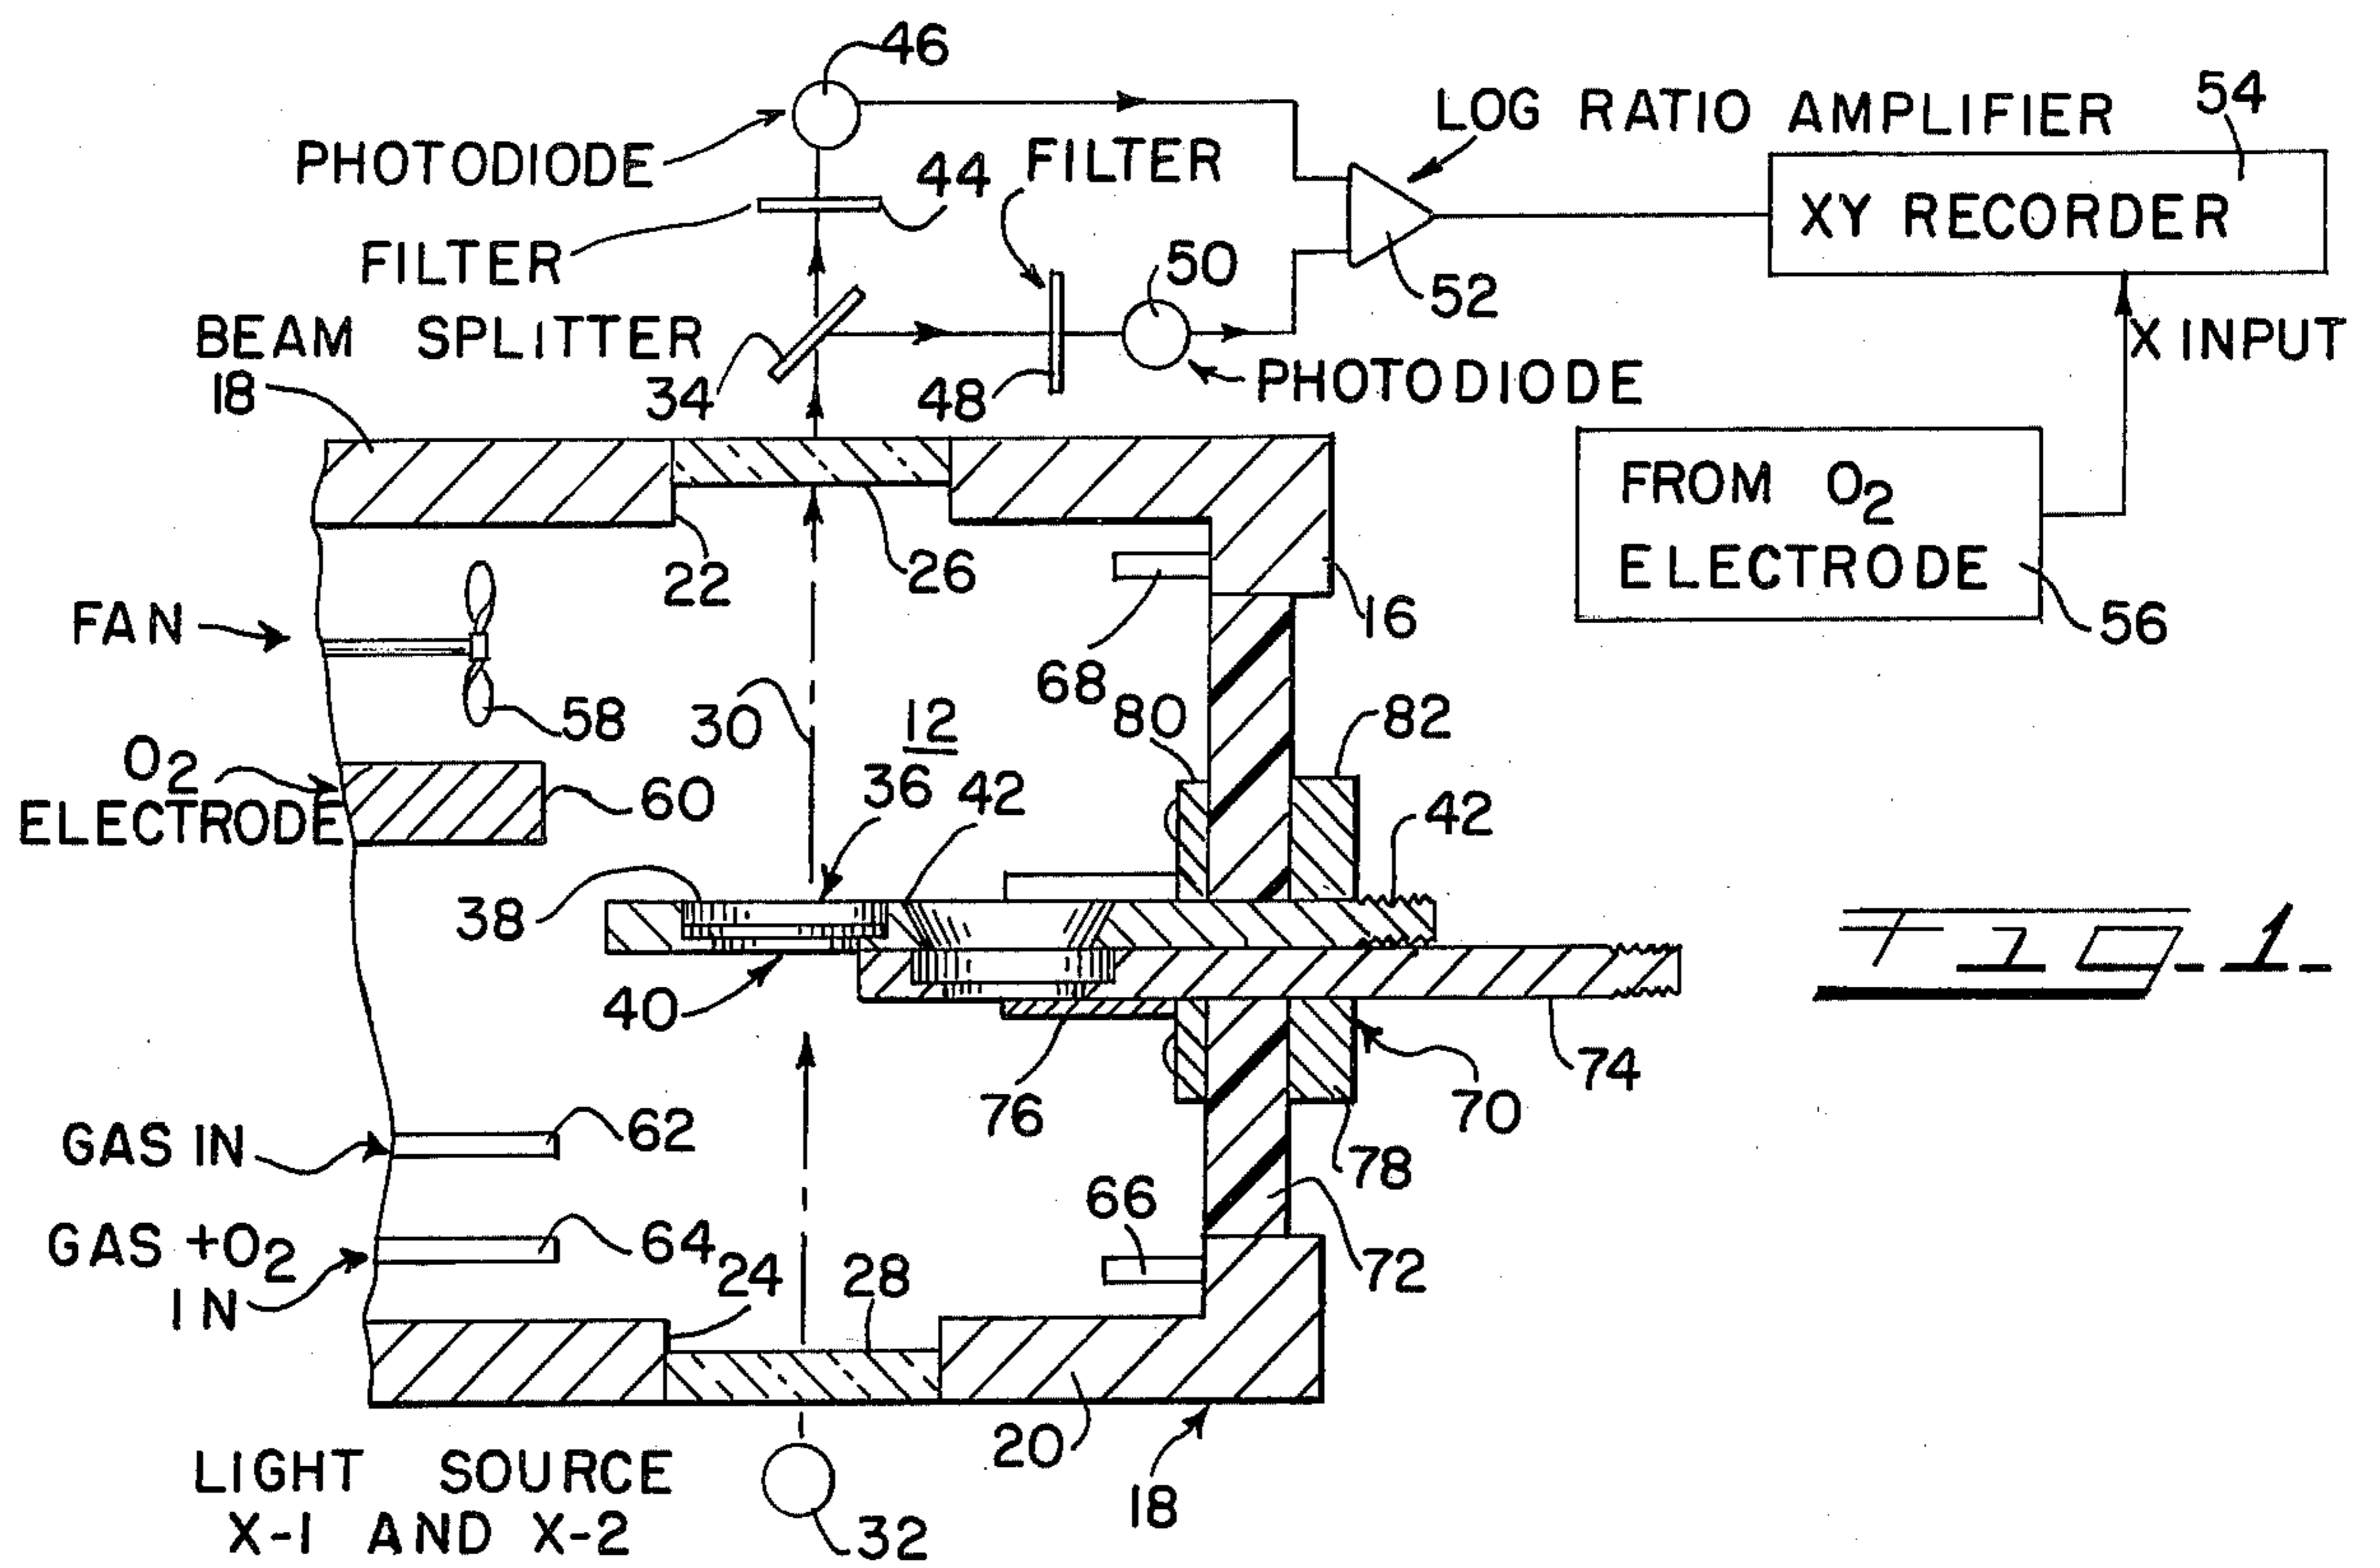 46
LOG RATIO AMPLIFIER
54
PHOTODIODE
44
FILTER
XY RECORDER
FILTER
50
52
BEAM SPLITTER
34
48
PHOTODIODE
X INPUT
18
FROM O2
ELECTRODE
22
26
16
56
FAN
58
30
12
68
80
82
O2
ELECTRODE
60
36
42
42
38
FIG-1-
40
76
70
74
GAS IN
62
78
66
GAS +O2
IN
64
24
28
72
20
18
LIGHT SOURCE
X-1 AND X-2
32